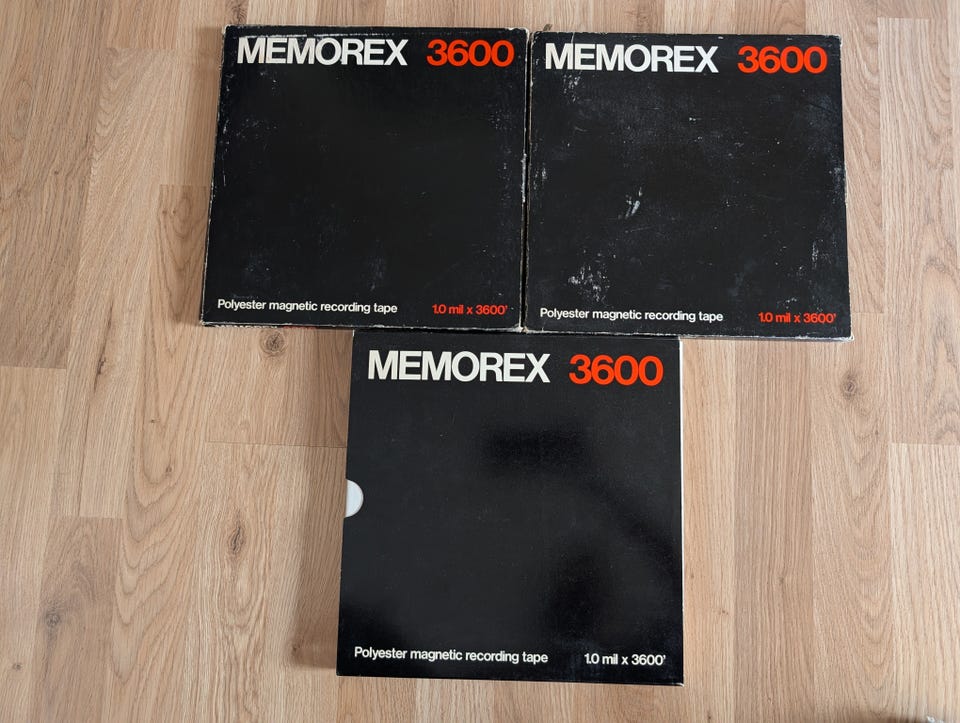 MEMOREX 3600
Polyester magnetic recording tape 1.0 mil x 3600'
MEMOREX 3600
Polyester magnetic recording tape 1.0 mil x 3600'
MEMOREX 3600
Polyester magnetic recording tape 1.0 mil x 3600'